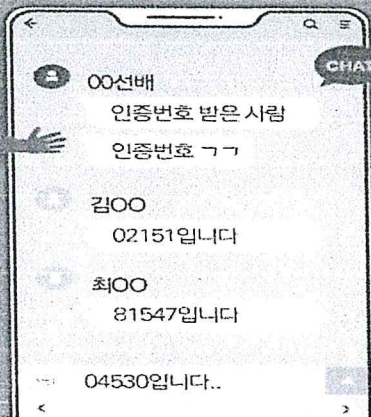 CHAT
OO선배
인증번호 받은 사람
인증번호 ㄱㄱ
김OO
02151입니다
최OO
81547입니다
04530입니다..